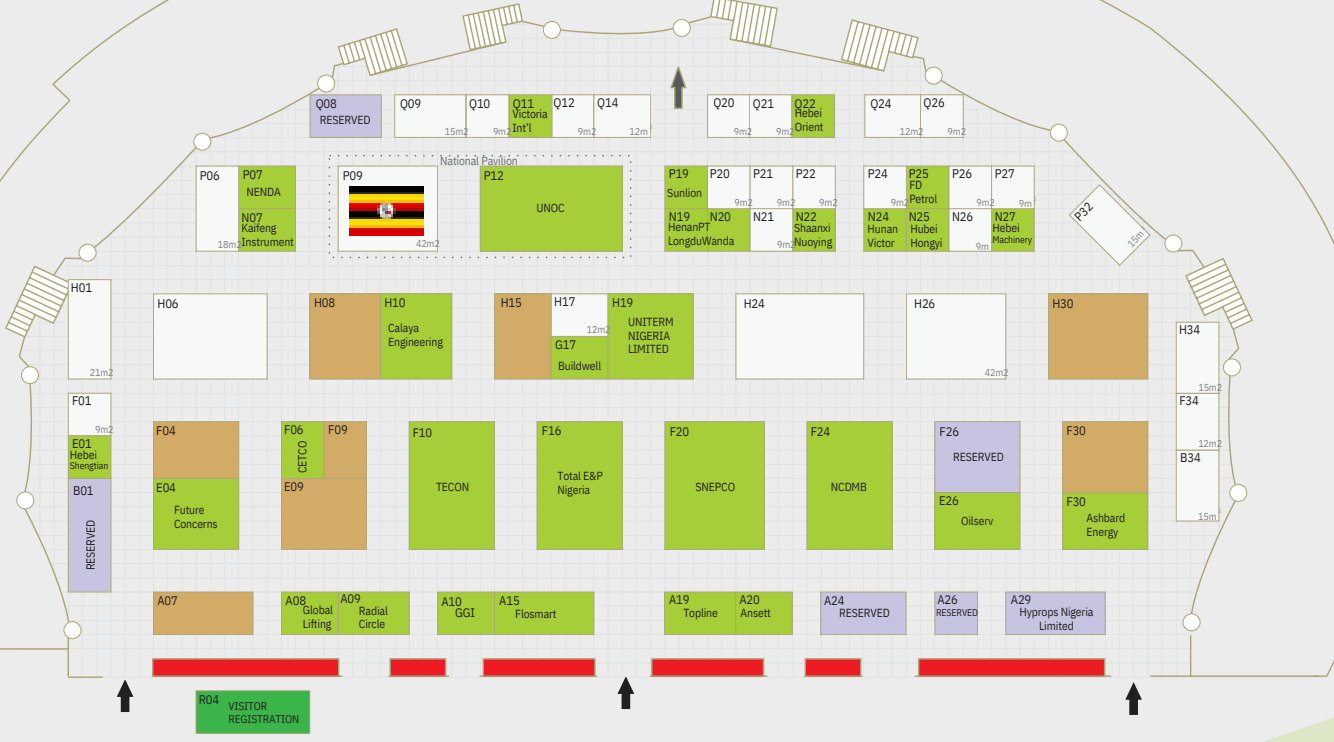 Q08
RESERVED
Q09
15m2
Q10
9m2
Q11
Victoria
Int'l
Q12
9m2
Q14
12m²
Q20
9m2
Q21
9m2
Q22
Hebei
Orient
Q24
12m2
Q26
9m2
National Pavilion
P06
18m2
P07
NENDA
N07
Kaifeng
Instrument
P09
42m2
P12
UNOC
P19
Sunlion
P20
9m2
P21
9m2
P22
9m2
N19
HenanPT
Longdu
N20
Wanda
N21
9m2
N22
Shaanxi
Nuoying
P24
9m2
P25
FD
Petrol
P26
9m2
P27
9m²
N24
Hunan
Victor
N25
Hubei
Hongyi
N26
9m
N27
Hebei
Machinery
P32
15m²
H01
21m2
H06
H08
H10
Calaya
Engineering
H15
H17
12m2
G17
Buildwell
H19
UNITERM
NIGERIA
LIMITED
H24
H26
42m2
H30
H34
15m2
F01
9m2
E01
Hebei
Shengtian
B01
RESERVED
F04
E04
Future
Concerns
F06
CETCO
F09
E09
F10
TECON
F16
Total E&P
Nigeria
F20
SNEPCO
F24
NCDMB
F26
RESERVED
E26
Oilserv
F30
F30
Ashbard
Energy
F34
12m2
B34
15m²
A07
A08
Global
Lifting
A09
Radial
Circle
A10
GGI
A15
Flosmart
A19
Topline
A20
Ansett
A24
RESERVED
A26
RESERVED
A29
Hyprops Nigeria
Limited
R04
VISITOR
REGISTRATION